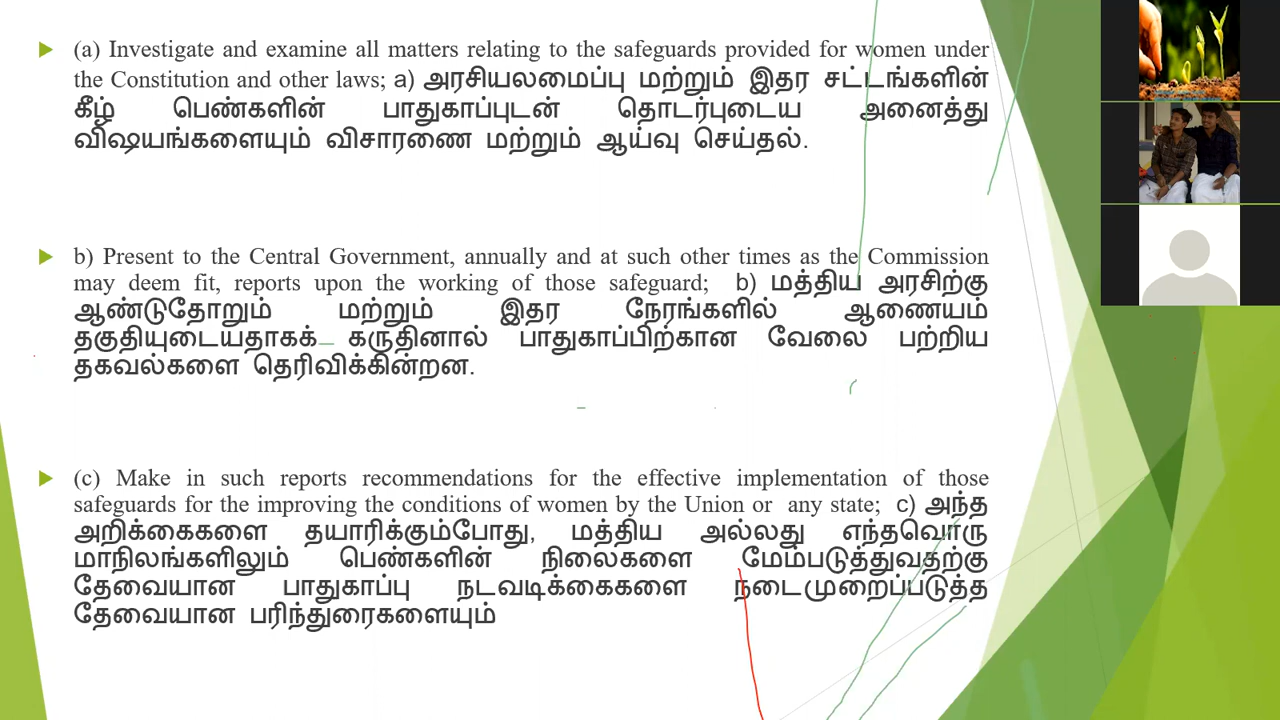 (a) Investigate and examine all matters relating to the safeguards provided for women under
the Constitution and other laws; a) அரசியலமைப்பு மற்றும் இதர சட்டங்களின்
கீழ் பெண்களின் பாதுகாப்புடன் தொடர்புடைய அனைத்து
விஷயங்களையும் விசாரணை மற்றும் ஆய்வு செய்தல்.
b) Present to the Central Government, annually and at such other times as the Commission
may deem fit, reports upon the working of those safeguard; b) மத்திய அரசிற்கு
ஆண்டுதோறும் மற்றும் இதர நேரங்களில் ஆணையம்
தகுதியுடையதாகக் கருதினால் பாதுகாப்பிற்கான வேலை பற்றிய
தகவல்களை தெரிவிக்கின்றன.
(c) Make in such reports recommendations for the effective implementation of those
safeguards for the improving the conditions of women by the Union or any state; c) அந்த
அறிக்கைகளை தயாரிக்கும்போது, மத்திய அல்லது எந்தவொரு
மாநிலங்களிலும் பெண்களின் நிலைகளை மேம்படுத்துவதற்கு
தேவையான பாதுகாப்பு நடவடிக்கைகளை நடைமுறைப்படுத்த
தேவையான பரிந்துரைகளையும்